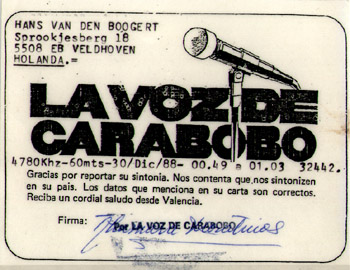 HANS VAN DEN BOOGERT
Sprookjesberg 18
5508 EB VELDHOVEN
HOLANDA.=
LA VOZ DE
CARABOBO
4780Khz-60mts-30/Dic/88- 00.49 a 01.03 32442.
Gracias por reportar su sintonia. Nos contenta que nos sintonizen
en su pais. Los datos que menciona en su carta son correctos.
Reciba un cordial saludo desde Valencia.
Firma:
Por LA VOZ DE CARABOBO